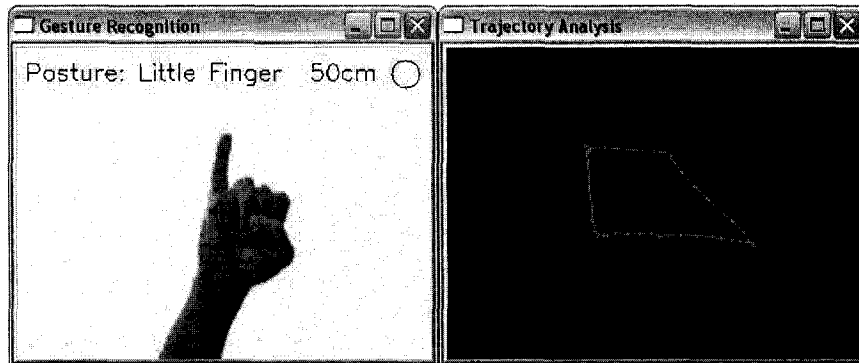 Gesture Recognition
Posture: Little Finger 50cm
Trajectory Analysis